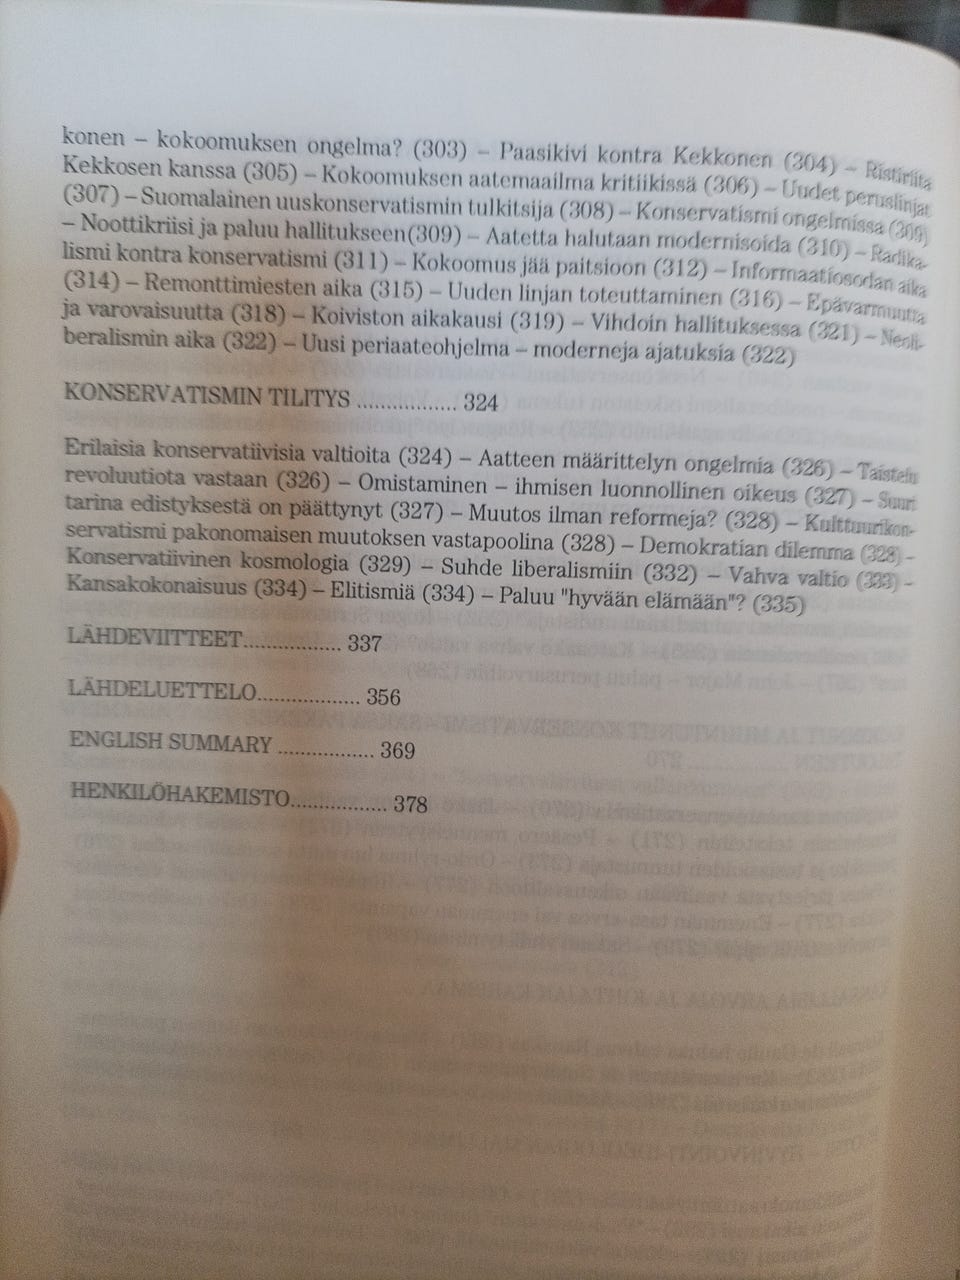 konen – kokoomuksen ongelma? (303) – Paasikivi kontra Kekkonen (304) – Ristiriita
Kekkosen kanssa (305) – Kokoomuksen aatemaailma kritiikissä (306) – Uudet peruslinjat
(307) – Suomalainen uuskonservatismin tulkitsija (308) – Konservatismi ongelmissa (309)
– Noottikriisi ja paluu hallitukseen(309) – Aatetta halutaan modernisoida (310) – Radika-
lismi kontra konservatismi (311) – Kokoomus jää paitsioon (312) – Informaatiosodan aika
(314) – Remonttimiesten aika (315) – Uuden linjan toteuttaminen (316) – Epävarmuutta
ja varovaisuutta (318) – Koiviston aikakausi (319) – Vihdoin hallituksessa (321) – Neoli-
beralismin aika (322) – Uusi periaateohjelma – moderneja ajatuksia (322)
KONSERVATISMIN TILITYS ................. 324
Erilaisia konservatiivisia valtioita (324) – Aatteen määrittelyn ongelmia (326) – Taistelu
revoluutiota vastaan (326) – Omistaminen – ihmisen luonnollinen oikeus (327) – Suuri
tarina edistyksestä on päättynyt (327) – Muutos ilman reformeja? (328) – Kulttuurikon-
servatismi pakonomaisen muutoksen vastapoolina (328) – Demokratian dilemma (328) –
Konservatiivinen kosmologia (329) – Suhde liberalismiin (332) – Vahva valtio (333) –
Kansakokonaisuus (334) – Elitismiä (334) – Paluu "hyvään elämään"? (335)
LÄHDEVIITTEET................. 337
LÄHDELUETTELO.................. 356
ENGLISH SUMMARY ................. 369
HENKILÖHAKEMISTO................. 378